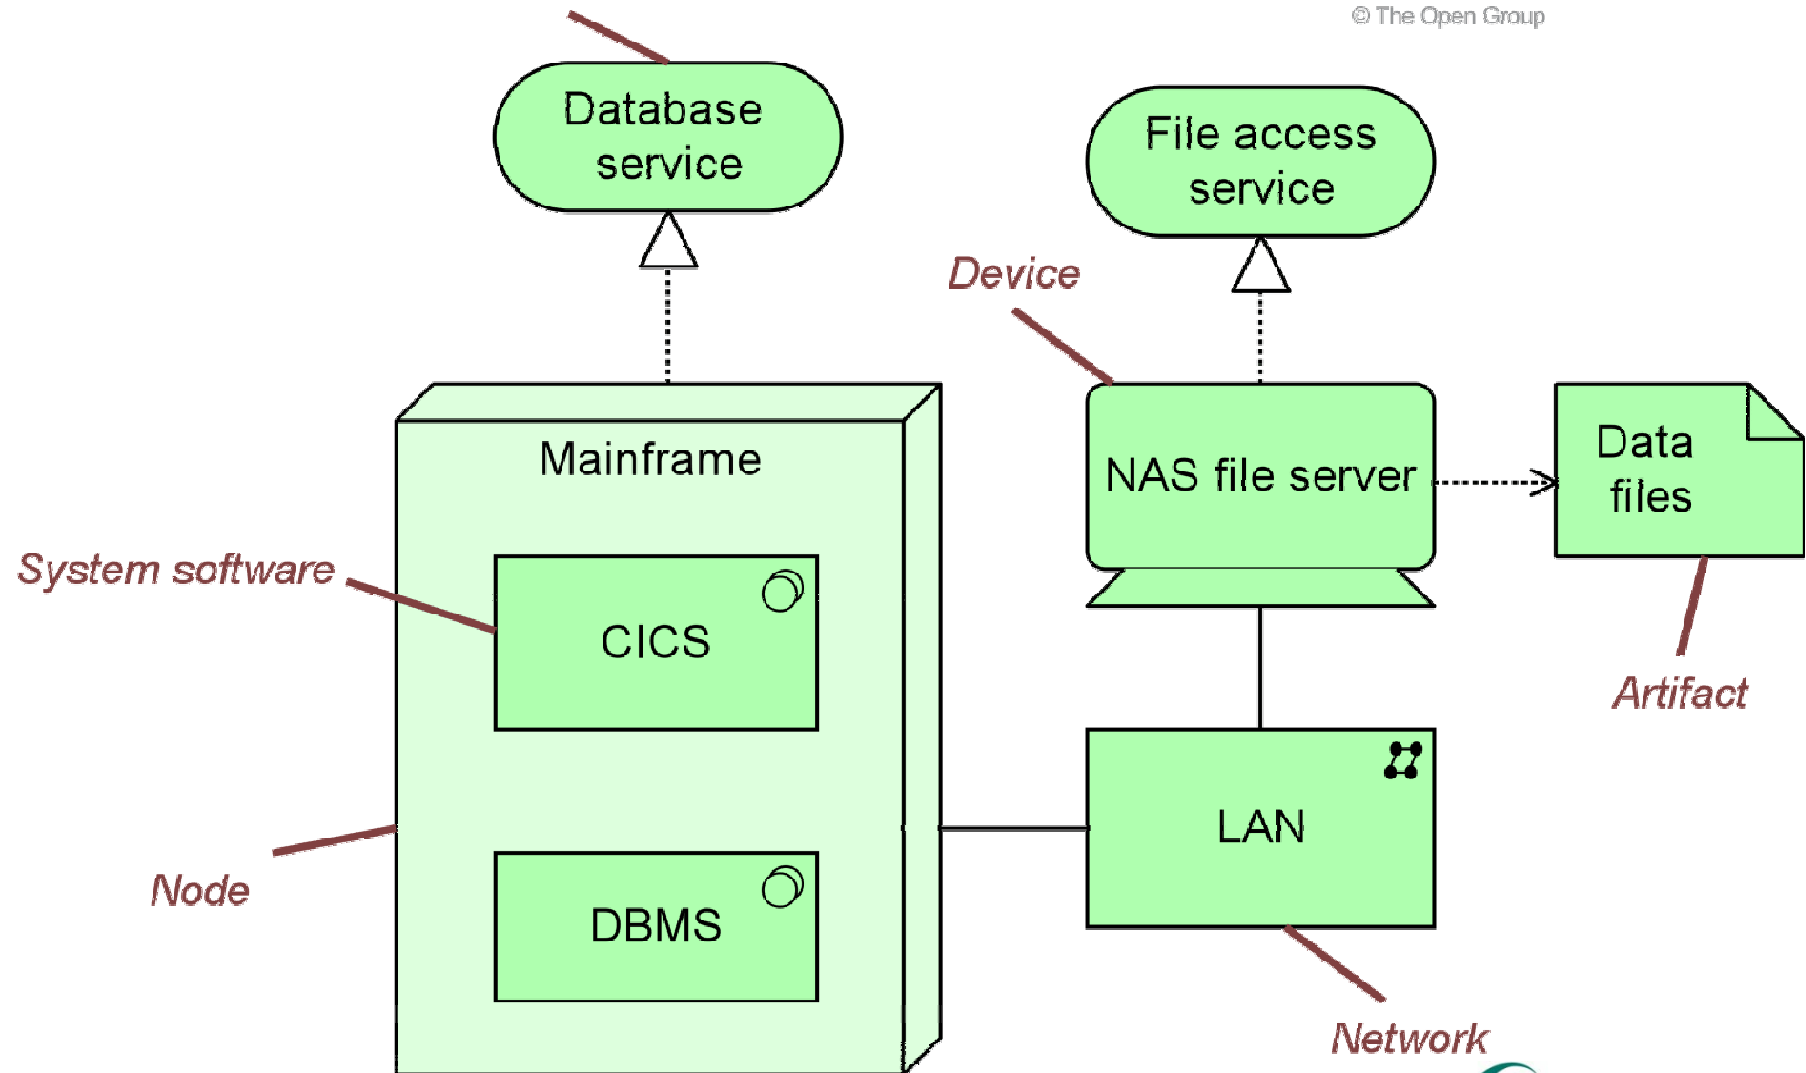 © The Open Group
Database
service
File access
service
Device
Mainframe
NAS file server
Data
files
System software
CICS
Artifact
LAN
Node
DBMS
Network